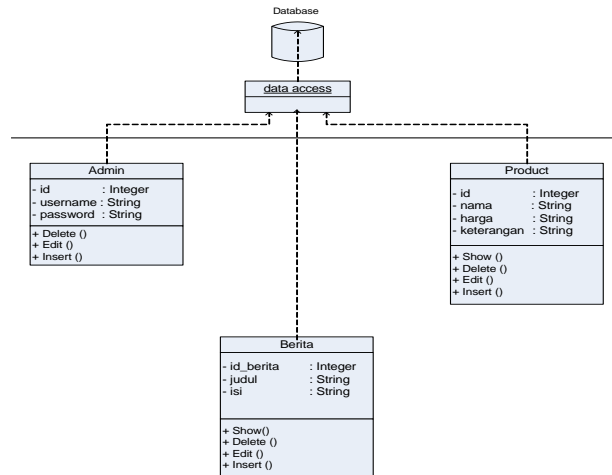 Database
data access
Admin
- id : Integer
- username : String
- password : String
+ Delete ()
+ Edit ()
+ Insert ()
Product
- id : Integer
- nama : String
- harga : String
- keterangan : String
+ Show ()
+ Delete ()
+ Edit ()
+ Insert ()
Berita
- id_berita : Integer
- judul : String
- isi : String
+ Show()
+ Delete ()
+ Edit ()
+ Insert ()